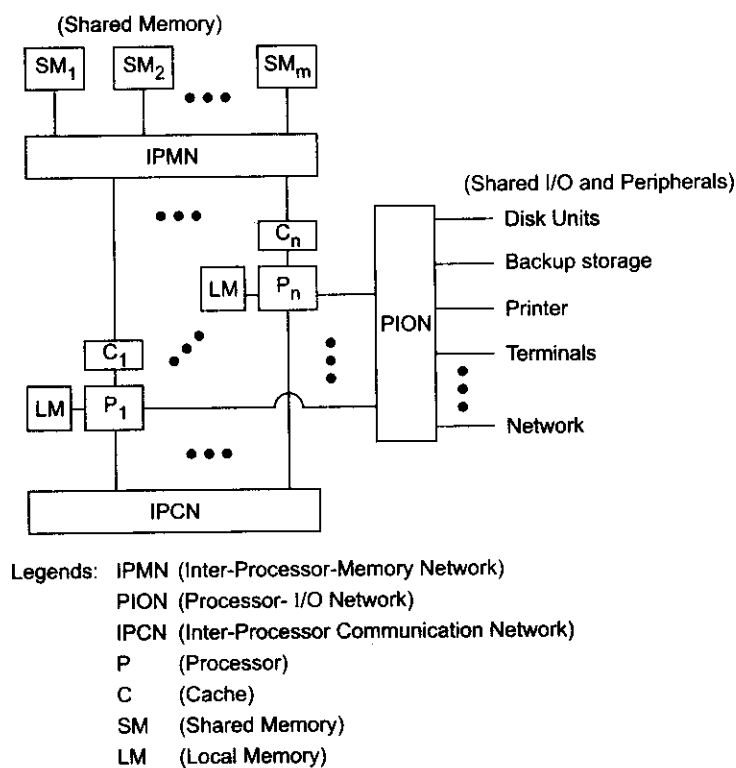 (Shared Memory)
SM1 SM2 SMm
IPMN
(Shared I/O and Peripherals)
Disk Units
Cn
Backup storage
LM Pn
Printer
PION
C1
Terminals
LM P1
Network
IPCN
Legends: IPMN (Inter-Processor-Memory Network)
PION (Processor- I/O Network)
IPCN (Inter-Processor Communication Network)
P (Processor)
C (Cache)
SM (Shared Memory)
LM (Local Memory)